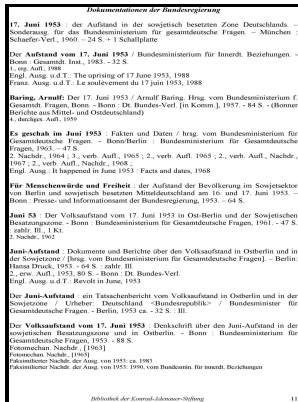 Dokumentationen der Bundesregierung
17. Juni 1953 : der Aufstand in der sowjetisch besetzten Zone Deutschlands. –
Sonderausg. für das Bundesministerium für gesamtdeutsche Fragen. – München :
Schaefer-Verl., 1960. – 24 S. + 1 Schallplatte
Der Aufstand vom 17. Juni 1953 / Bundesministerium für Innerdt. Beziehungen. -
Bonn : Gesamtdt. Inst., 1983. - 32 S.
1., erg. Aufl., 1988
Engl. Ausg. u.d.T.: The uprising of 17 June 1953, 1988
Franz. Ausg. u.d.T.: Le soulèvement du 17 juin 1953, 1988
Baring, Arnulf: Der 17. Juni 1953 / Arnulf Baring. Hrsg. vom Bundesministerium f.
Gesamtdt. Fragen, Bonn. - Bonn : Dt. Bundes-Verl. [in Komm.], 1957. - 84 S. - (Bonner
Berichte aus Mittel- und Ostdeutschland)
4., durchges. Aufl., 1959
Es geschah im Juni 1953 : Fakten und Daten / hrsg. vom Bundesministerium für
Gesamtdeutsche Fragen. - Bonn/Berlin : Bundesministerium für Gesamtdeutsche
Fragen, 1963. – 47 S.
2. Nachdr., 1964 ; 3., verb. Aufl., 1965 ; 2., verb. Aufl. 1965 ; 2., verb. Aufl., Nachdr.,
1967 ; 2., verb. Aufl., Nachdr., 1968 ;
Engl. Ausg.: It happened in June 1953 : Facts and dates, 1968
Für Menschenwürde und Freiheit : der Aufstand der Bevölkerung im Sowjetsektor
von Berlin und sowjetisch besetzten Mitteldeutschland am 16. und 17. Juni 1953. –
Bonn : Presse- und Informationsamt der Bundesregierung, 1953. – 64 S.
Juni 53 : Der Volksaufstand vom 17. Juni 1953 in Ost-Berlin und der Sowjetischen
Besatzungszone. - Bonn : Bundesministerium für Gesamtdeutsche Fragen, 1961. - 47 S.
: zahlr. Ill., 1 Kt.
2. Nachdr., 1962
Juni-Aufstand : Dokumente und Berichte über den Volksaufstand in Ostberlin und in
der Sowjetzone / [hrsg. vom Bundesministerium für Gesamtdt. Fragen]. – Berlin:
Hansa Druck, 1953. - 64 S. : zahlr. Ill.
2., erw. Aufl., 1953, 80 S. - Bonn : Dt. Bundes-Verl.
Engl. Ausg. u.d.T.: Revolt in June, 1953
Der Juni-Aufstand : ein Tatsachenbericht vom Volksaufstand in Ostberlin und in der
Sowjetzone / Urheber: Deutschland <Bundesrepublik> / Bundesminister für
Gesamtdeutsche Fragen. - Berlin, 1953 ca. - 32 S. : Ill.
Der Volksaufstand vom 17. Juni 1953 : Denkschrift über den Juni-Aufstand in der
sowjetischen Besatzungszone und in Ostberlin. - Bonn : Bundesministerium für
Gesamtdeutsche Fragen, 1953. - 88 S.
Fotomechan. Nachdr., [1963]
Fotomechan. Nachdr., [1965]
Faksimilierter Nachdr. der Ausg. von 1953: ca. 1983
Faksimilierter Nachdr. der Ausg. von 1953: 1990, vom Bundesmin. für innerdt. Beziehungen
Bibliothek der Konrad-Adenauer-Stiftung 11